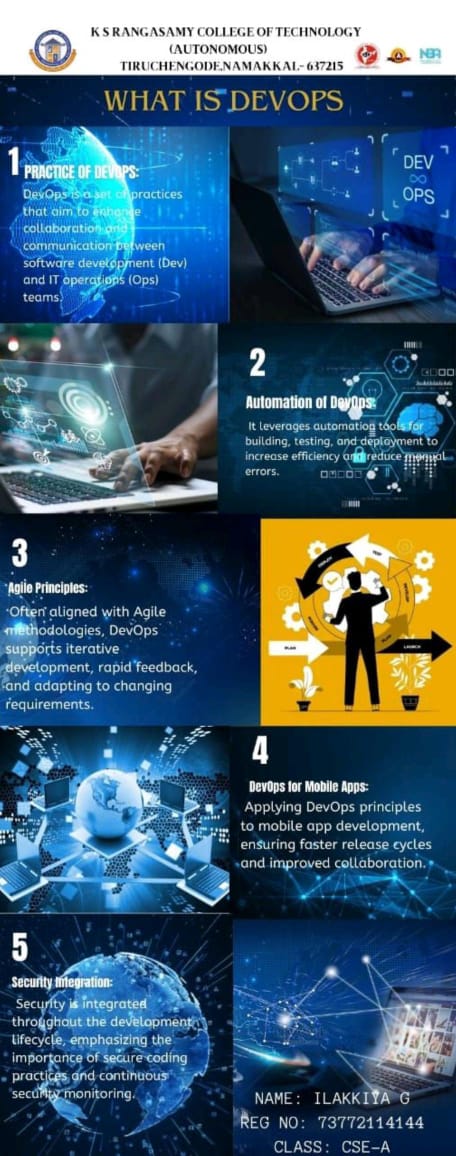 K S RANGASAMY COLLEGE OF TECHNOLOGY
(AUTONOMOUS)
TIRUCHENGODE,NAMAKKAL- 637215
NBA
WHAT IS DEVOPS
1
PRACTICE OF DEVOPS:
DevOps is a set of practices
that aim to enhance
collaboration and
communication between
software development (Dev)
and IT operations (Ops)
teams.
DEV
OPS
2
Automation of DevOps:
It leverages automation tools for
building, testing, and deployment to
increase efficiency and reduce manual
errors.
3
Agile Principles:
Often aligned with Agile
methodologies, DevOps
supports iterative
development, rapid feedback,
and adapting to changing
requirements.
TEST
PLAN
LAUNCH
4
DevOps for Mobile Apps:
Applying DevOps principles
to mobile app development,
ensuring faster release cycles
and improved collaboration.
5
Security Integration:
Security is integrated
throughout the development
lifecycle, emphasizing the
importance of secure coding
practices and continuous
security monitoring.
NAME: ILAKKIYA G
REG NO: 73772114144
CLASS: CSE-A